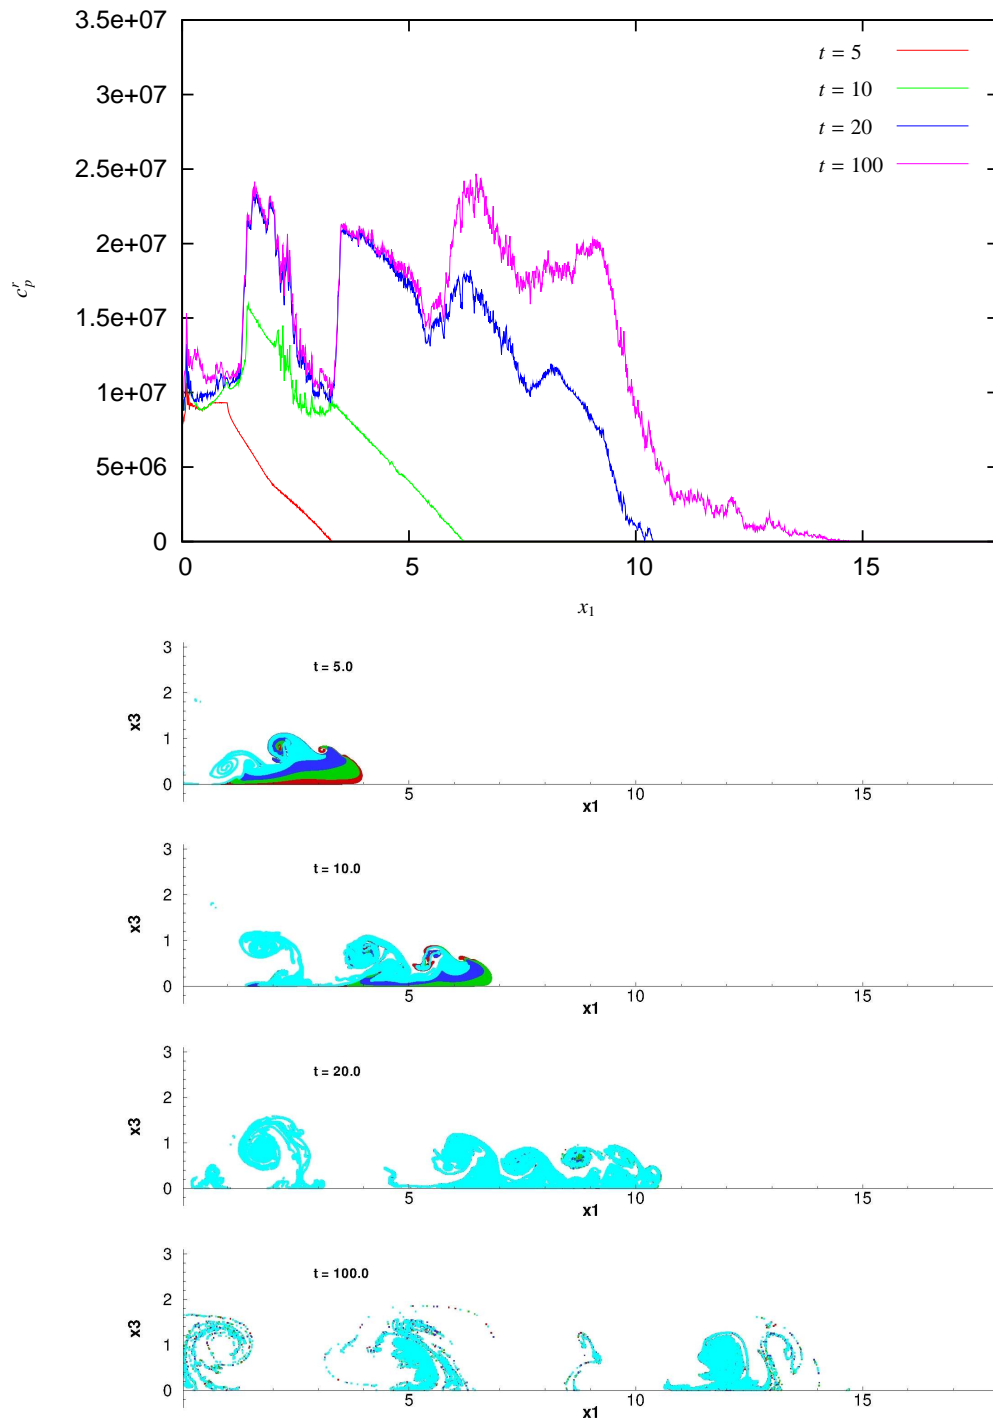 3.5e+07
3e+07
2.5e+07
2e+07
1.5e+07
1e+07
5e+06
0
c_p^r
t = 5
t = 10
t = 20
t = 100
0 5 10 15
x₁
3
2
1
0
x3
t = 5.0
5 10 15
x1
3
2
1
0
x3
t = 10.0
5 10 15
x1
3
2
1
0
x3
t = 20.0
5 10 15
x1
3
2
1
0
x3
t = 100.0
5 10 15
x1